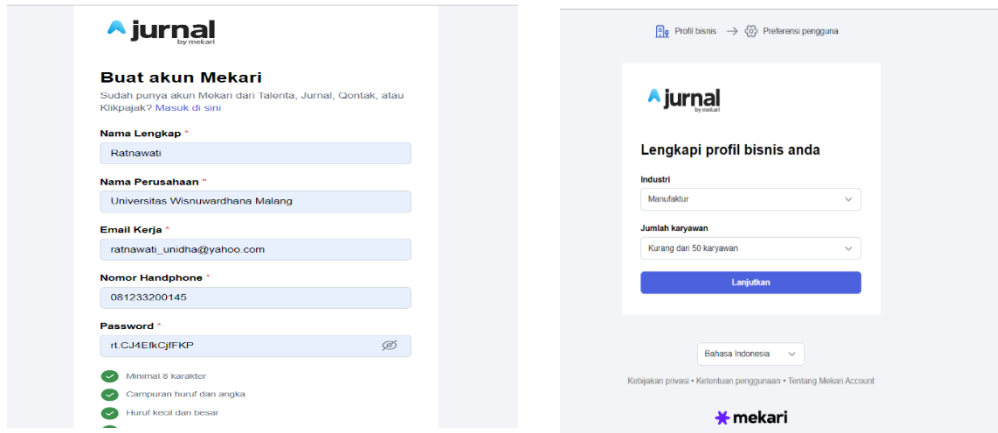 jurnal
by mekari
Buat akun Mekari
Sudah punya akun Mekari dari Talenta, Jurnal, Qontak, atau
Klikpajak? Masuk di sini
Nama Lengkap *
Ratnawati
Nama Perusahaan *
Universitas Wisnuwardhana Malang
Email Kerja *
ratnawati_unidha@yahoo.com
Nomor Handphone *
081233200145
Password *
rt.CJ4EfkCjfFKP
Minimal 8 karakter
Campuran huruf dan angka
Huruf kecil dan besar
Profil bisnis → Preferensi pengguna
jurnal
by mekari
Lengkapi profil bisnis anda
Industri
Manufaktur
Jumlah karyawan
Kurang dari 50 karyawan
Lanjutkan
Bahasa Indonesia
Kebijakan privasi • Ketentuan penggunaan • Tentang Mekari Account
mekari